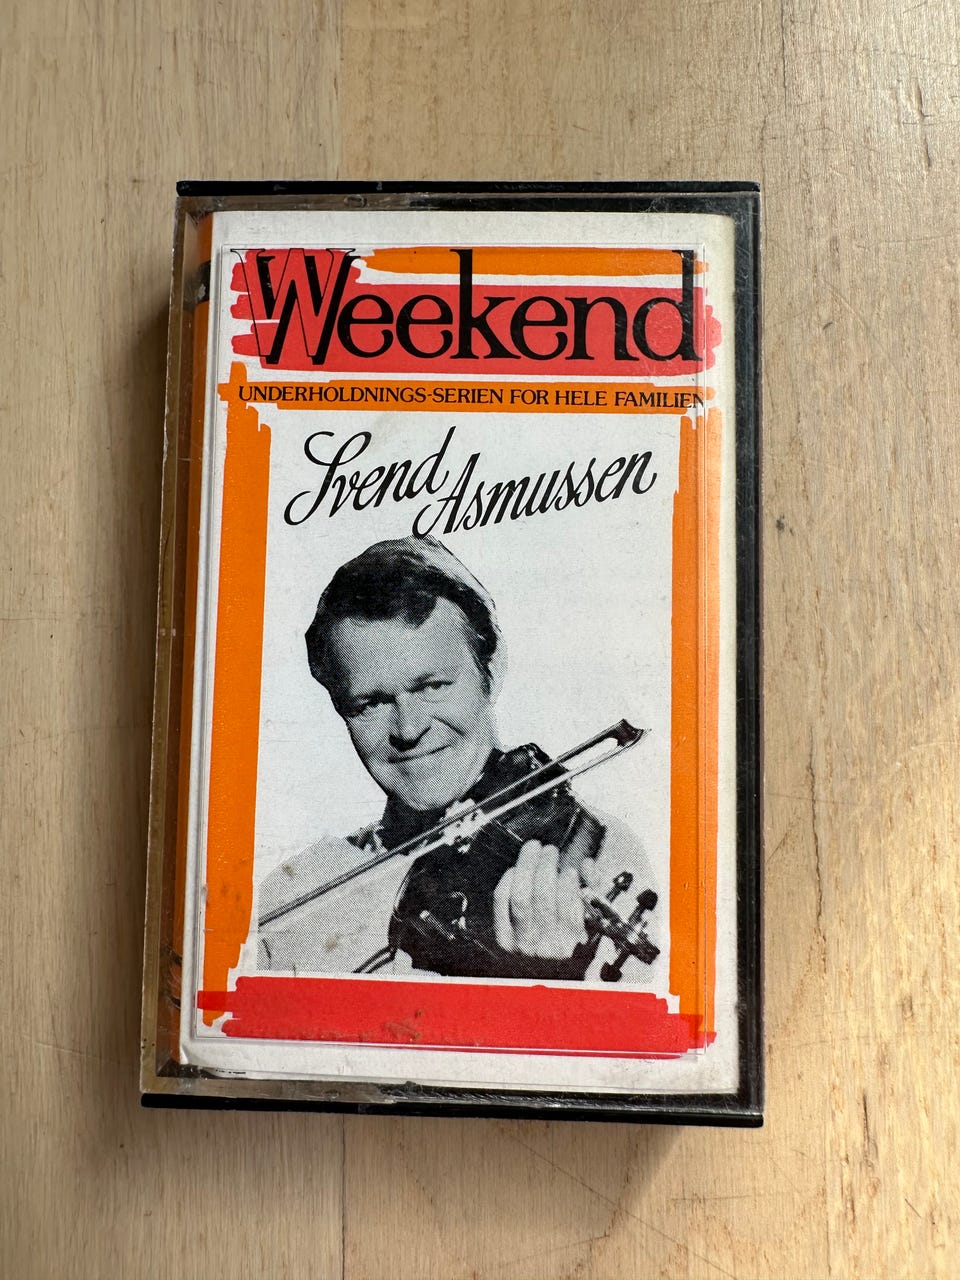 Weekend
UNDERHOLDNINGS-SERIEN FOR HELE FAMILIEN
Svend Asmussen